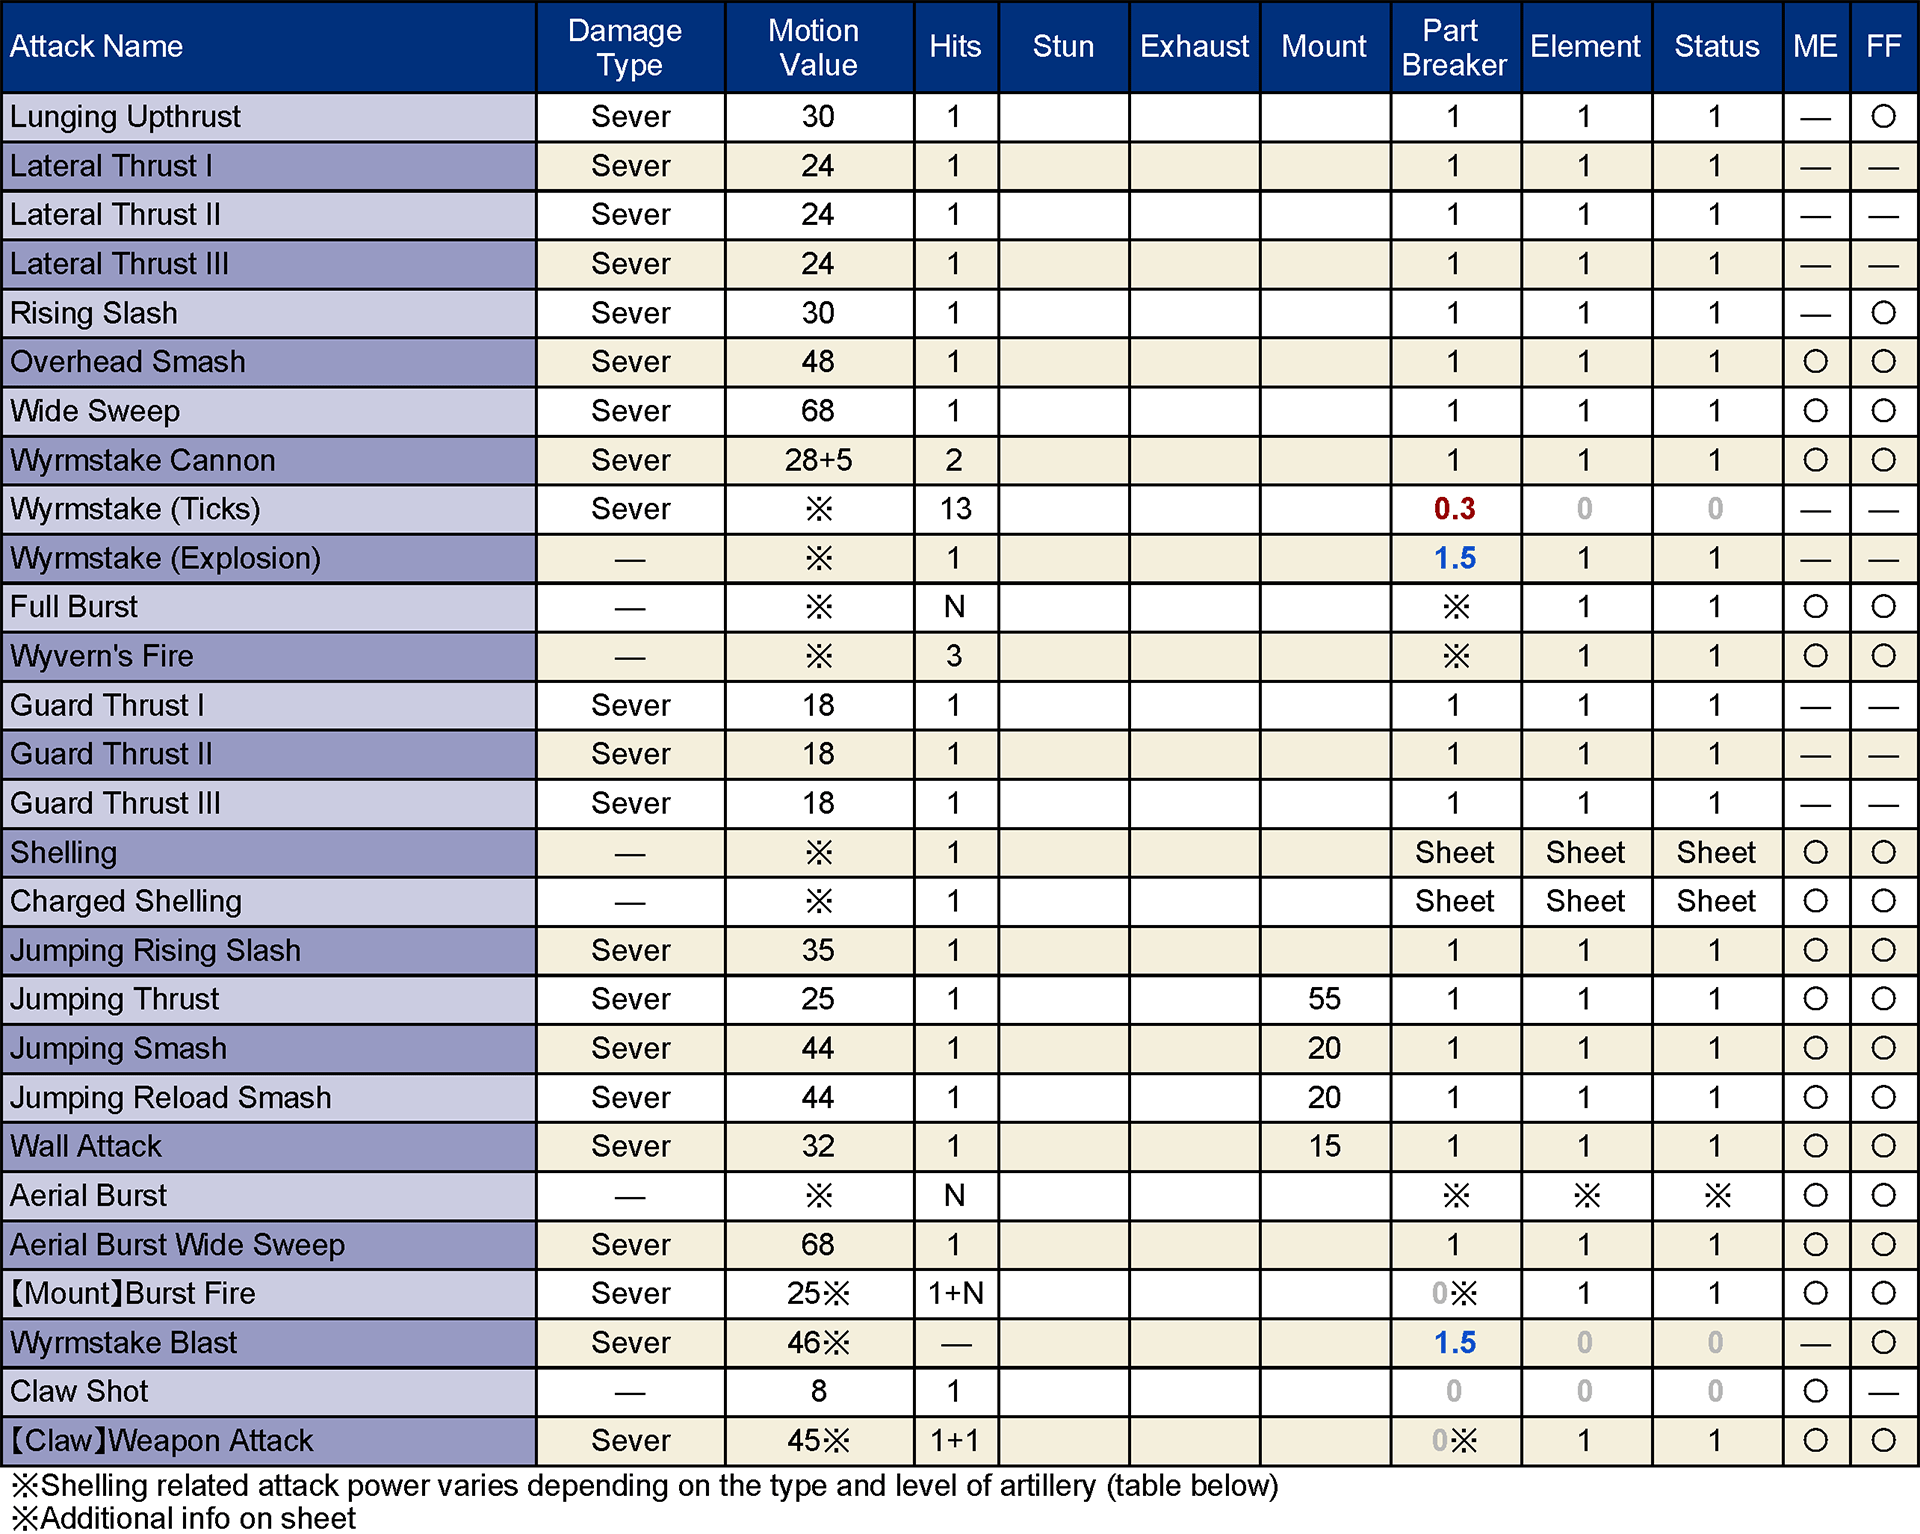 Attack Name Damage Type Motion Value Hits Stun Exhaust Mount Part Breaker Element Status ME FF
Lunging Upthrust Sever 30 1 1 1 1 — ○
Lateral Thrust I Sever 24 1 1 1 1 — —
Lateral Thrust II Sever 24 1 1 1 1 — —
Lateral Thrust III Sever 24 1 1 1 1 — —
Rising Slash Sever 30 1 1 1 1 — ○
Overhead Smash Sever 48 1 1 1 1 ○ ○
Wide Sweep Sever 68 1 1 1 1 ○ ○
Wyrmstake Cannon Sever 28+5 2 1 1 1 ○ ○
Wyrmstake (Ticks) Sever ※ 13 0.3 0 0 — —
Wyrmstake (Explosion) — ※ 1 1.5 1 1 — —
Full Burst — ※ N ※ 1 1 ○ ○
Wyvern's Fire — ※ 3 ※ 1 1 ○ ○
Guard Thrust I Sever 18 1 1 1 1 — —
Guard Thrust II Sever 18 1 1 1 1 — —
Guard Thrust III Sever 18 1 1 1 1 — —
Shelling — ※ 1 Sheet Sheet Sheet ○ ○
Charged Shelling — ※ 1 Sheet Sheet Sheet ○ ○
Jumping Rising Slash Sever 35 1 1 1 1 ○ ○
Jumping Thrust Sever 25 1 55 1 1 1 ○ ○
Jumping Smash Sever 44 1 20 1 1 1 ○ ○
Jumping Reload Smash Sever 44 1 20 1 1 1 ○ ○
Wall Attack Sever 32 1 15 1 1 1 ○ ○
Aerial Burst — ※ N ※ ※ ※ ○ ○
Aerial Burst Wide Sweep Sever 68 1 1 1 1 ○ ○
【Mount】Burst Fire Sever 25※ 1+N 0※ 1 1 ○ ○
Wyrmstake Blast Sever 46※ — 1.5 0 0 — ○
Claw Shot — 8 1 0 0 0 ○ —
【Claw】Weapon Attack Sever 45※ 1+1 0※ 1 1 ○ ○
※Shelling related attack power varies depending on the type and level of artillery (table below)
※Additional info on sheet